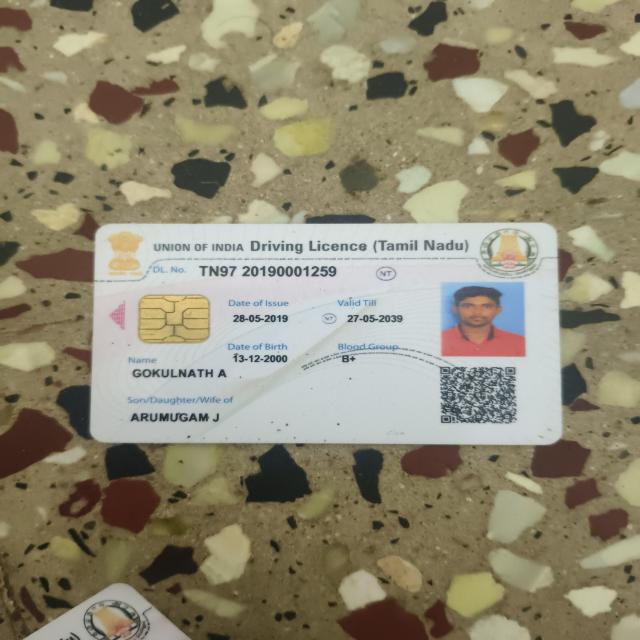 UNION OF INDIA Driving Licence (Tamil Nadu)
DL. No. TN97 20190001259 NT
Date of Issue Valid Till
28-05-2019 NT 27-05-2039
Date of Birth Blood Group
13-12-2000 B+
Name
GOKULNATH A
Son/Daughter/Wife of
ARUMUGAM J